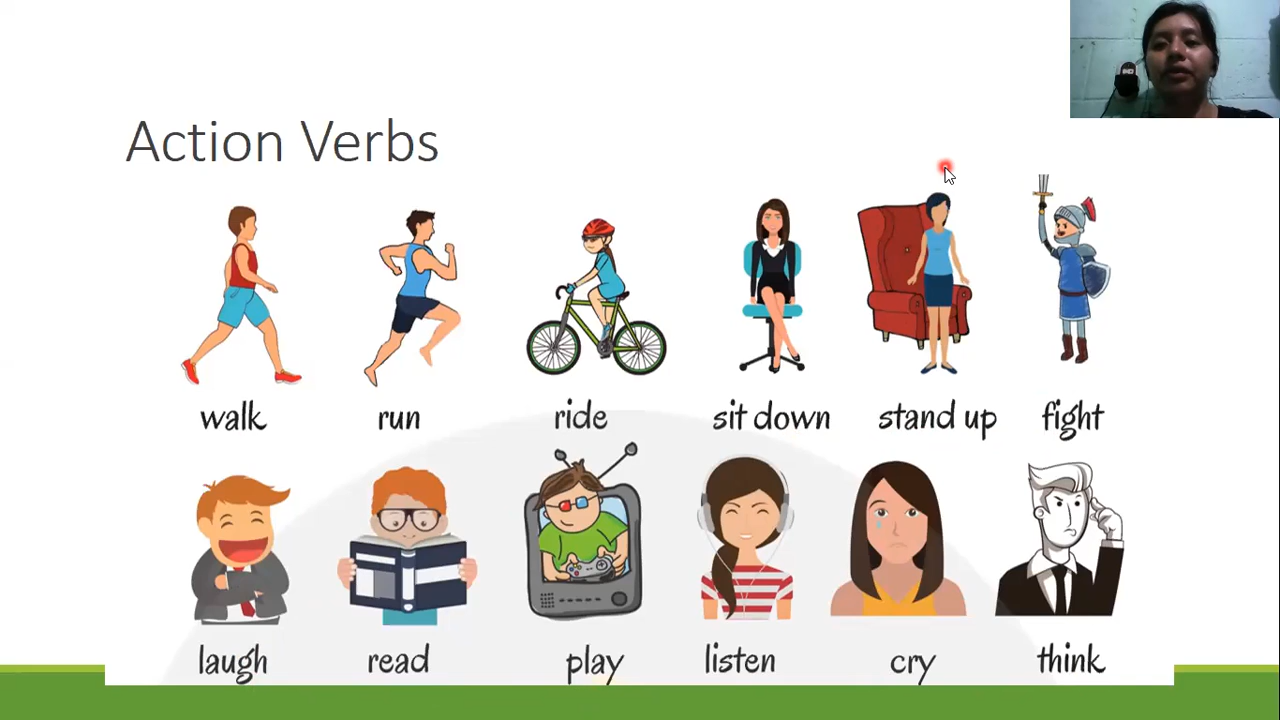 Action Verbs
walk run ride sit down stand up fight
laugh read play listen cry think